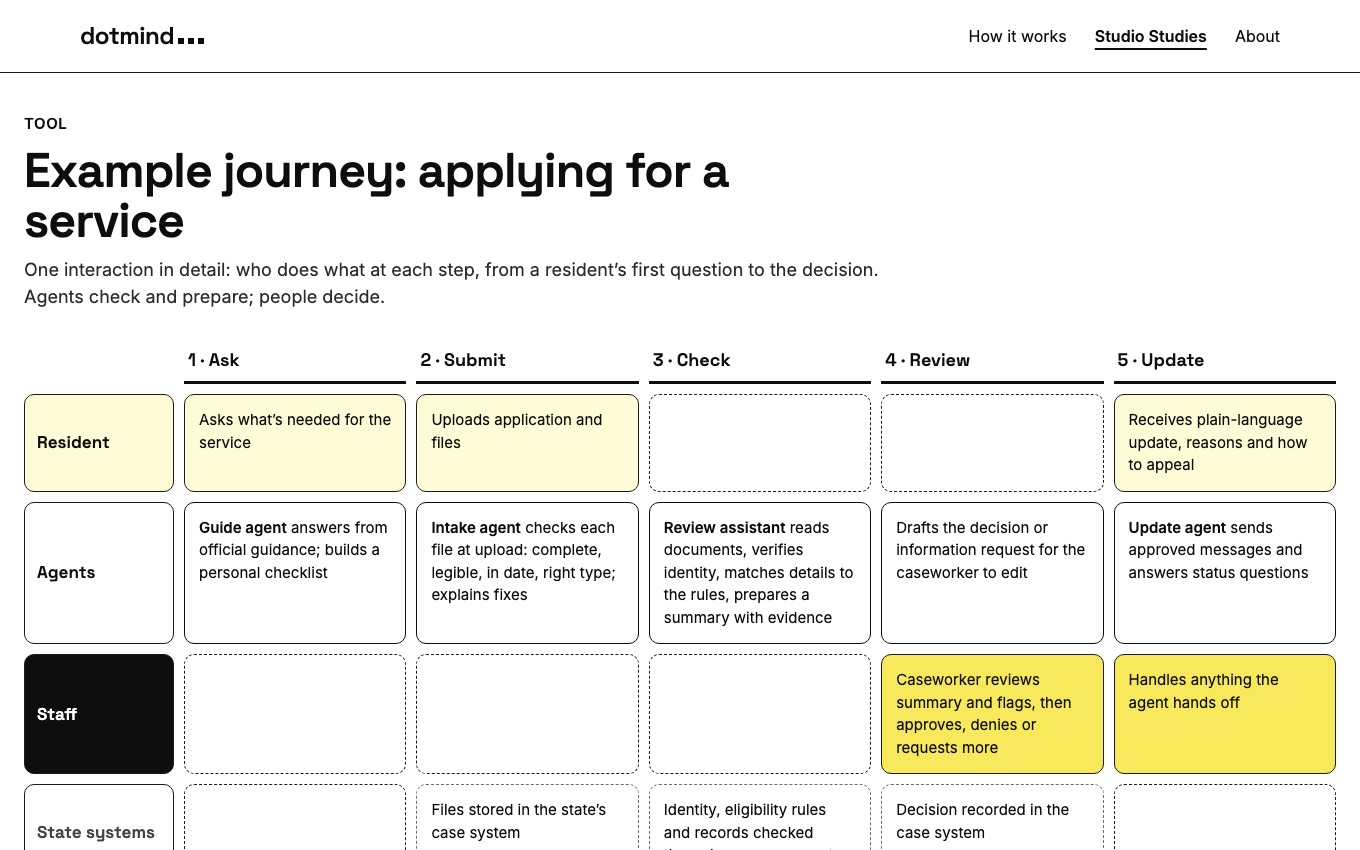 dotmind
How it works
Studio Studies
About
TOOL
Example journey: applying for a
service
One interaction in detail: who does what at each step, from a resident’s first question to the decision.
Agents check and prepare; people decide.
1 · Ask
2 · Submit
3 · Check
4 · Review
5 · Update
Resident
Asks what’s needed for the
service
Uploads application and
files
Receives plain-language
update, reasons and how
to appeal
Agents
Guide agent answers from
official guidance; builds a
personal checklist
Intake agent checks each
file at upload: complete,
legible, in date, right type;
explains fixes
Review assistant reads
documents, verifies
identity, matches details to
the rules, prepares a
summary with evidence
Drafts the decision or
information request for the
caseworker to edit
Update agent sends
approved messages and
answers status questions
Staff
Caseworker reviews
summary and flags, then
approves, denies or
requests more
Handles anything the
agent hands off
State systems
Files stored in the state’s
case system
Identity, eligibility rules
and records checked
Decision recorded in the
case system